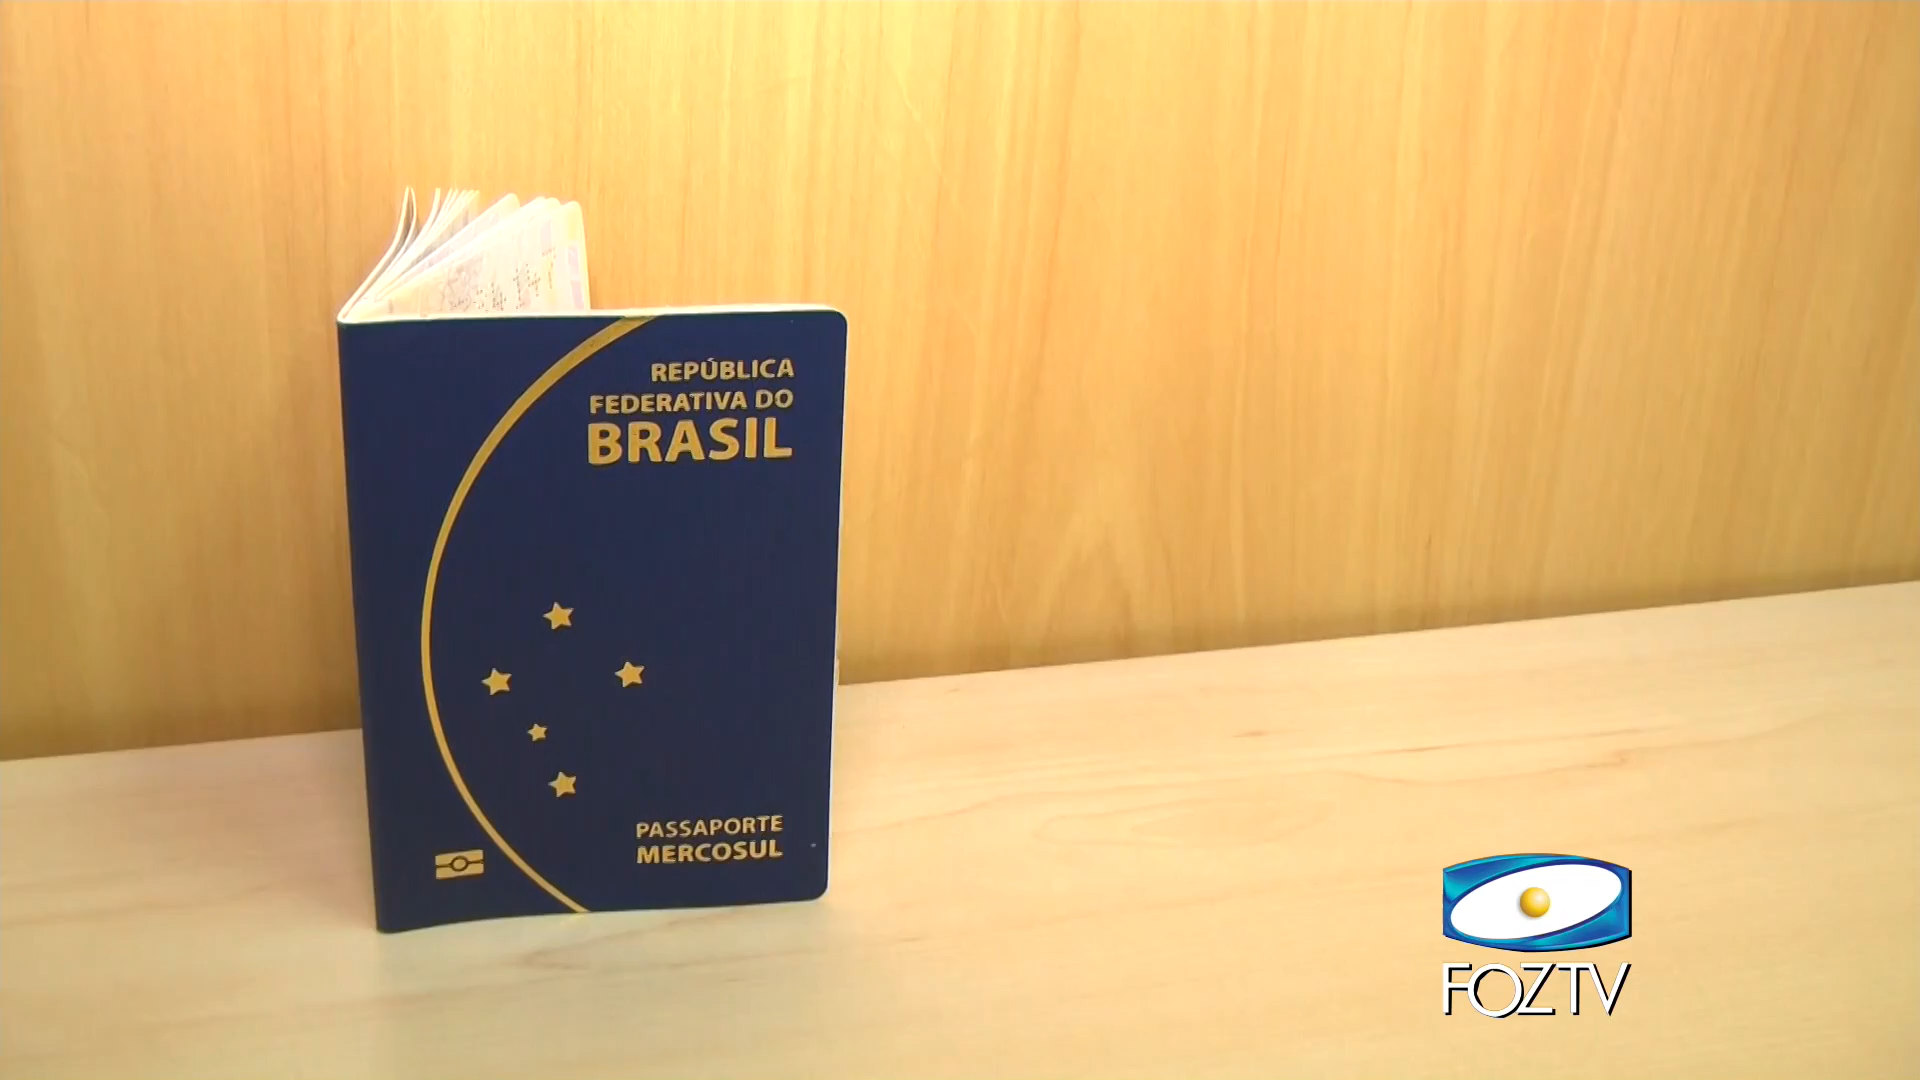 REPÚBLICA
FEDERATIVA DO
BRASIL
PASSAPORTE
MERCOSUL
FOZTV